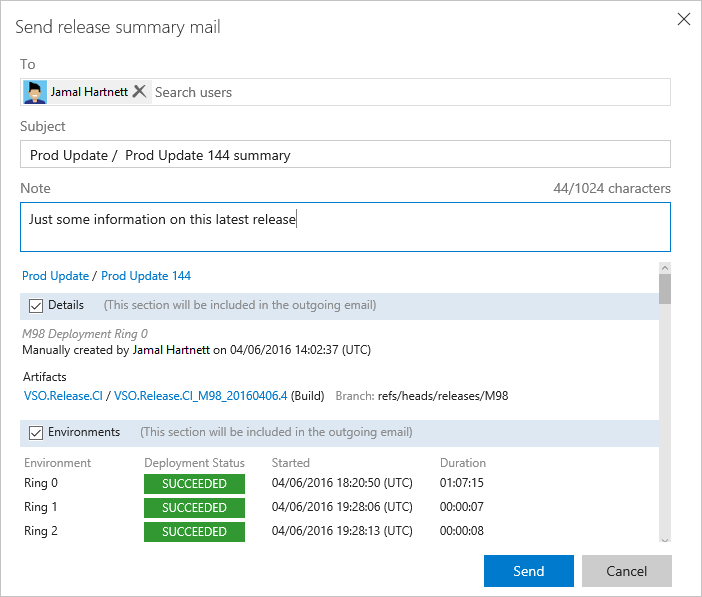 Send release summary mail
To
Jamal Hartnett Search users
Subject
Prod Update / Prod Update 144 summary
Note 44/1024 characters
Just some information on this latest release
Prod Update / Prod Update 144
Details (This section will be included in the outgoing email)
M98 Deployment Ring 0
Manually created by Jamal Hartnett on 04/06/2016 14:02:37 (UTC)
Artifacts
VSO.Release.CI / VSO.Release.CI_M98_20160406.4 (Build) Branch: refs/heads/releases/M98
Environments (This section will be included in the outgoing email)
Environment Deployment Status Started Duration
Ring 0 SUCCEEDED 04/06/2016 18:20:50 (UTC) 01:07:15
Ring 1 SUCCEEDED 04/06/2016 19:28:06 (UTC) 00:00:07
Ring 2 SUCCEEDED 04/06/2016 19:28:13 (UTC) 00:00:08
Send Cancel